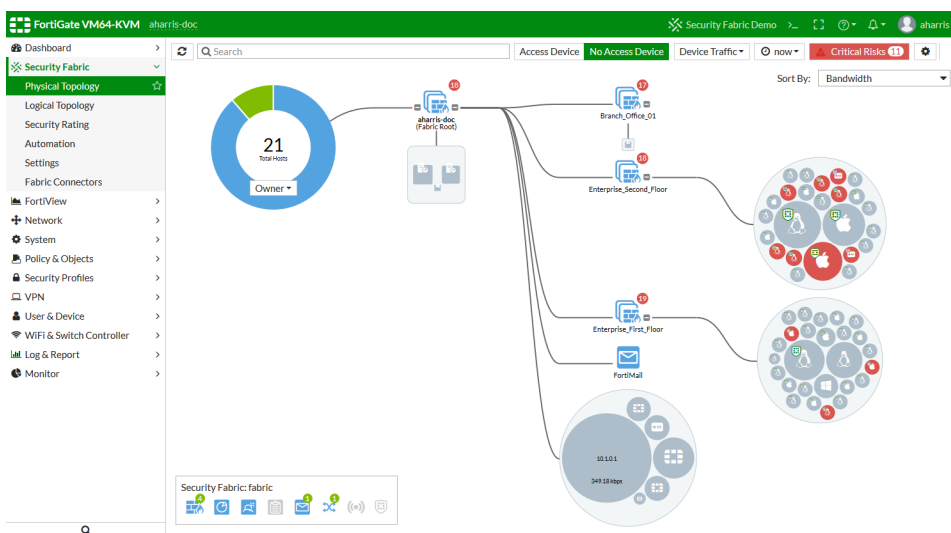 FortiGate VM64-KVM aharris-doc
Security Fabric Demo >_ aharris
Dashboard
Security Fabric
Physical Topology
Logical Topology
Security Rating
Automation
Settings
Fabric Connectors
FortiView
Network
System
Policy & Objects
Security Profiles
VPN
User & Device
WiFi & Switch Controller
Log & Report
Monitor
Search
Access Device No Access Device Device Traffic now Critical Risks 11
Sort By: Bandwidth
21
Total Hosts
Owner
18
aharris-doc
(Fabric Root)
17
Branch_Office_01
18
Enterprise_Second_Floor
19
Enterprise_First_Floor
FortiMail
10.1.0.1
349.18 kbps
Security Fabric: fabric
4 1 1